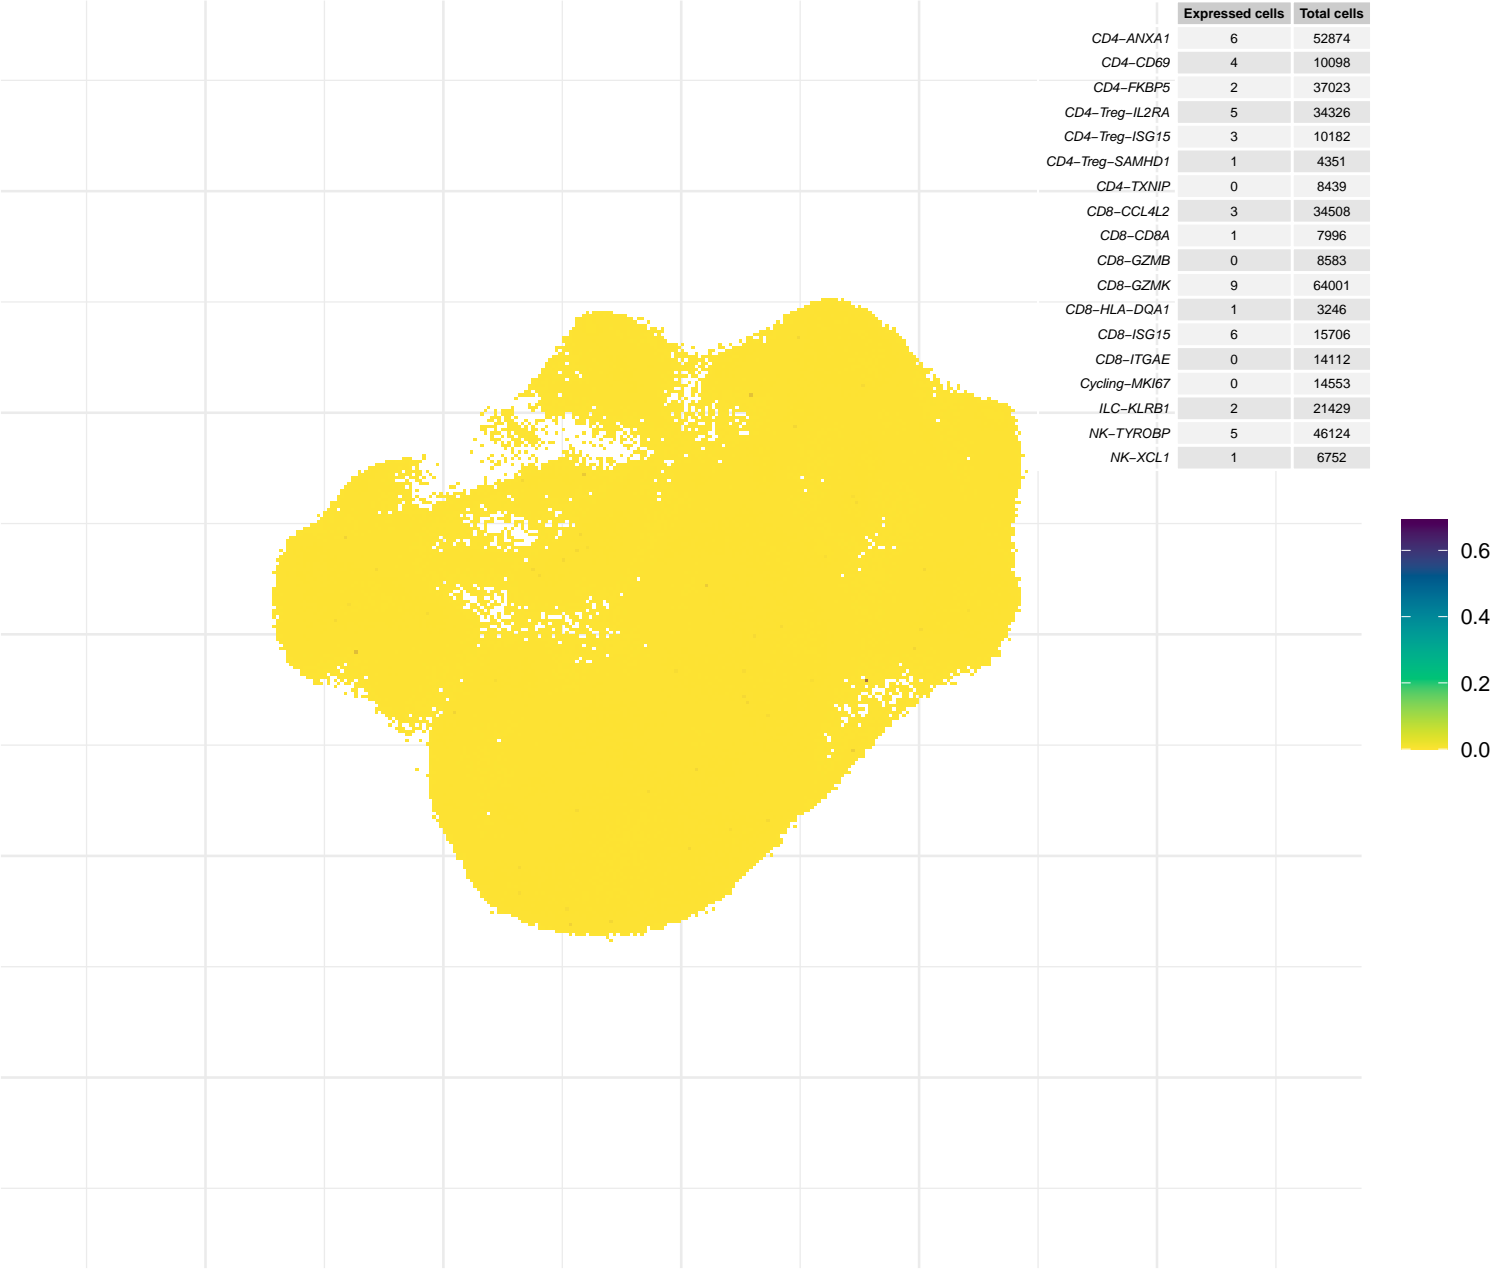 Expressed cells Total cells
CD4−ANXA1 6 52874
CD4−CD69 4 10098
CD4−FKBP5 2 37023
CD4−Treg−IL2RA 5 34326
CD4−Treg−ISG15 3 10182
CD4−Treg−SAMHD1 1 4351
CD4−TXNIP 0 8439
CD8−CCL4L2 3 34508
CD8−CD8A 1 7996
CD8−GZMB 0 8583
CD8−GZMK 9 64001
CD8−HLA−DQA1 1 3246
CD8−ISG15 6 15706
CD8−ITGAE 0 14112
Cycling−MKI67 0 14553
ILC−KLRB1 2 21429
NK−TYROBP 5 46124
NK−XCL1 1 6752
0.6
0.4
0.2
0.0